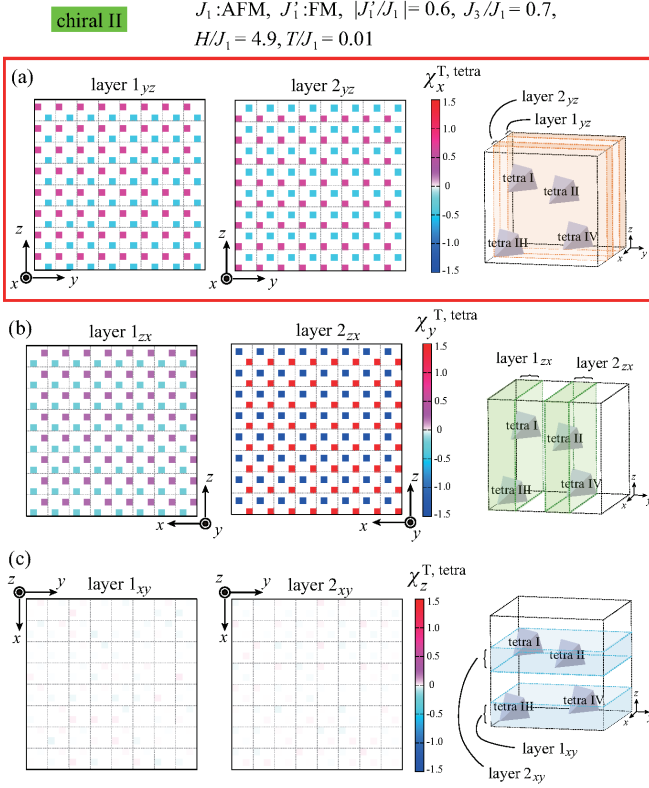 chiral II
J₁ :AFM, J₁′ :FM, |J₁′/J₁|= 0.6, J₃/J₁ = 0.7,
H/J₁ = 4.9, T/J₁ = 0.01
(a)
layer 1yz
layer 2yz
χₓ^T, tetra
1.5
1.0
0.5
0
-0.5
-1.0
-1.5
z
x
y
z
x
y
layer 2yz
layer 1yz
tetra I
tetra II
tetra III
tetra IV
z
x
y
(b)
layer 1zx
layer 2zx
χy^T, tetra
1.5
1.0
0.5
0
-0.5
-1.0
-1.5
z
x
y
z
x
y
layer 1zx
layer 2zx
tetra I
tetra II
tetra III
tetra IV
z
x
y
(c)
z
y
x
layer 1xy
z
y
x
layer 2xy
χz^T, tetra
1.5
1.0
0.5
0
-0.5
-1.0
-1.5
tetra I
tetra II
tetra III
tetra IV
z
x
layer 1xy
layer 2xy